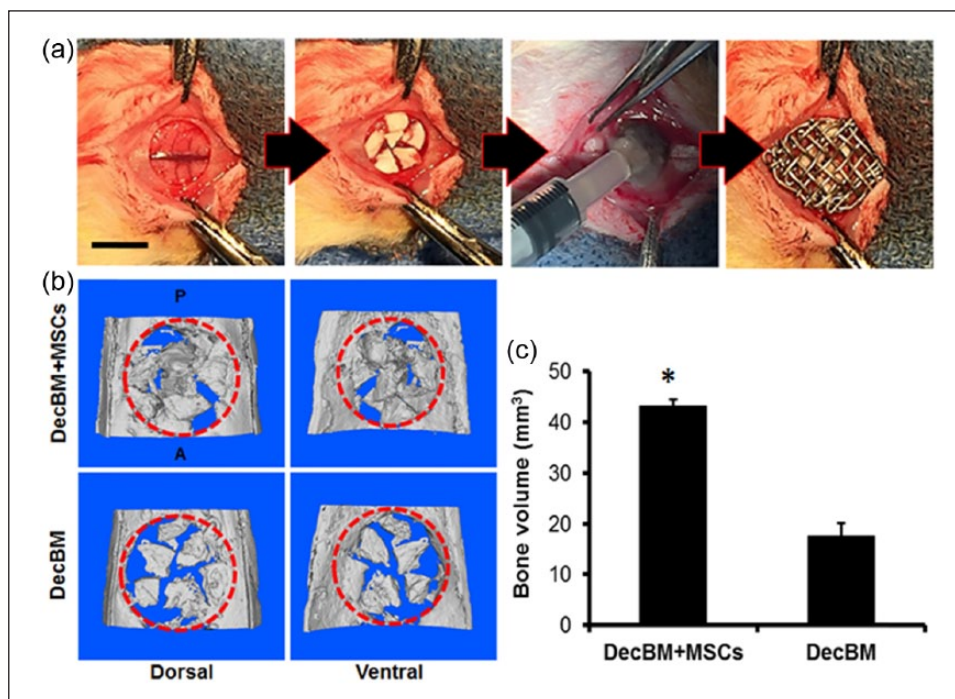 (a)
(b)
P
DecBM+MSCs
A
DecBM
Dorsal
Ventral
(c)
Bone volume (mm³)
50
40
30
20
10
0
*
DecBM+MSCs
DecBM